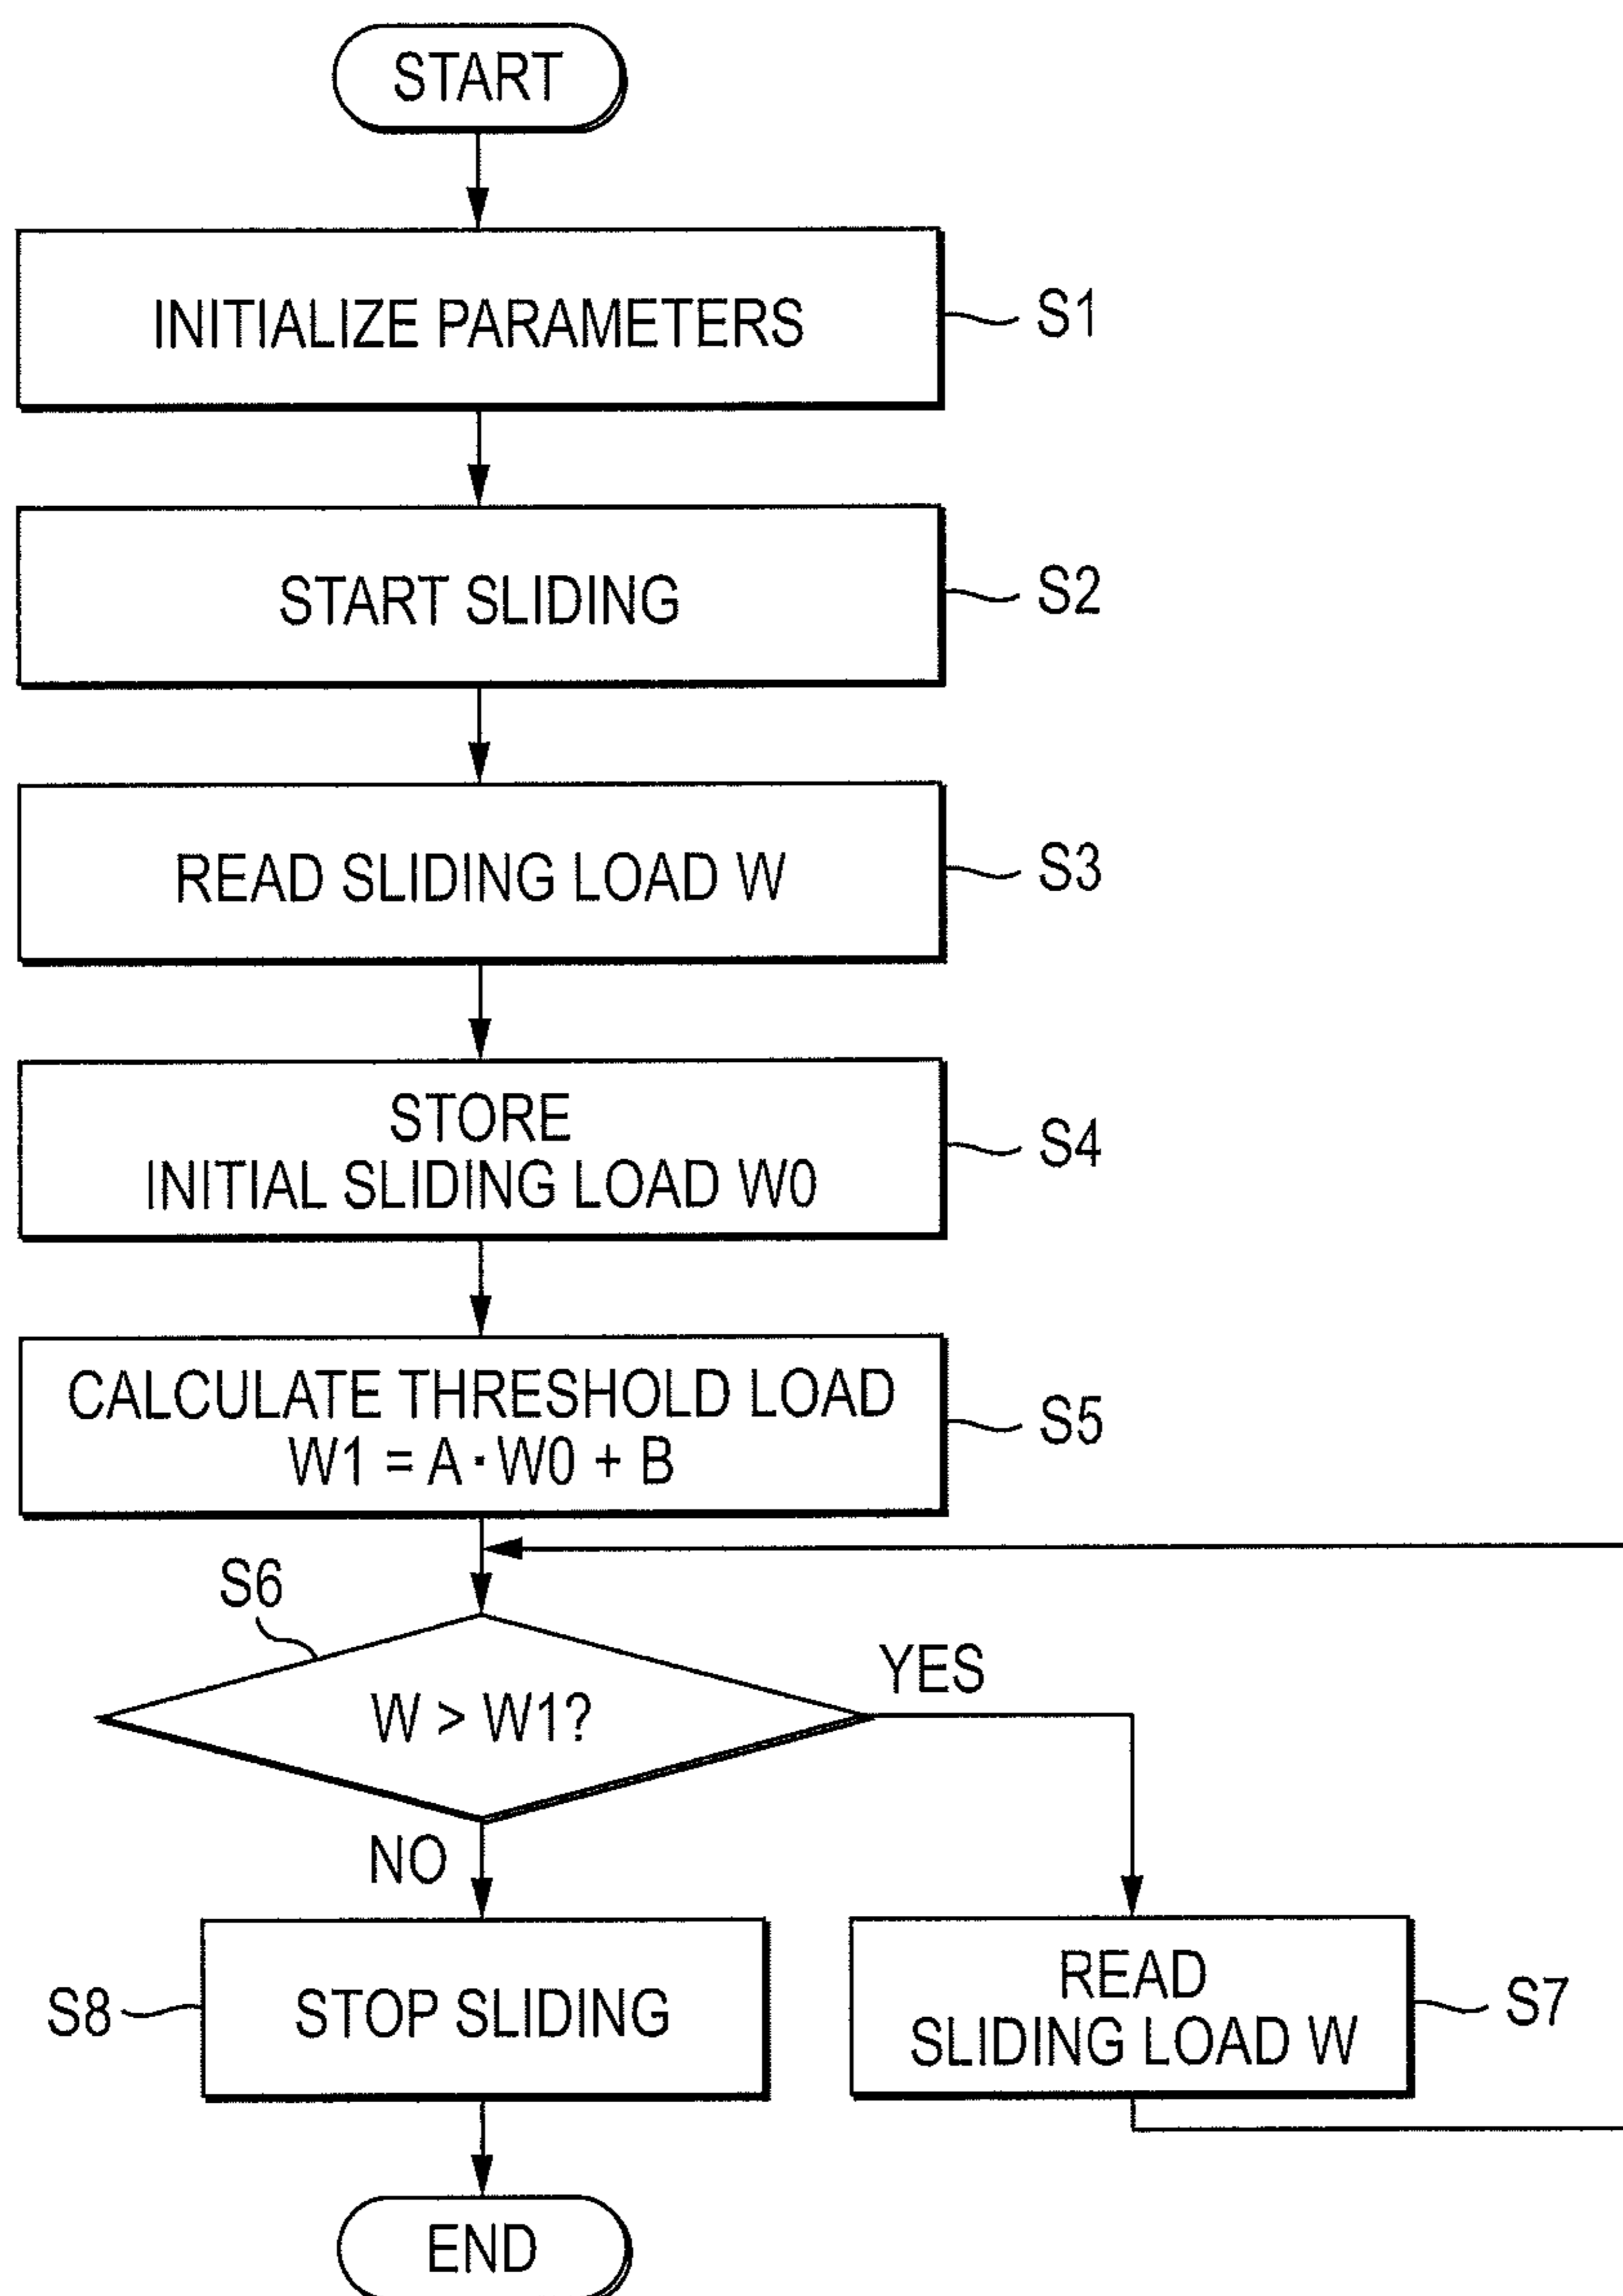 START
INITIALIZE PARAMETERS
S1
START SLIDING
S2
READ SLIDING LOAD W
S3
STORE
INITIAL SLIDING LOAD W0
S4
CALCULATE THRESHOLD LOAD
W1 = A · W0 + B
S5
S6
W > W1?
YES
NO
STOP SLIDING
S8
READ
SLIDING LOAD W
S7
END